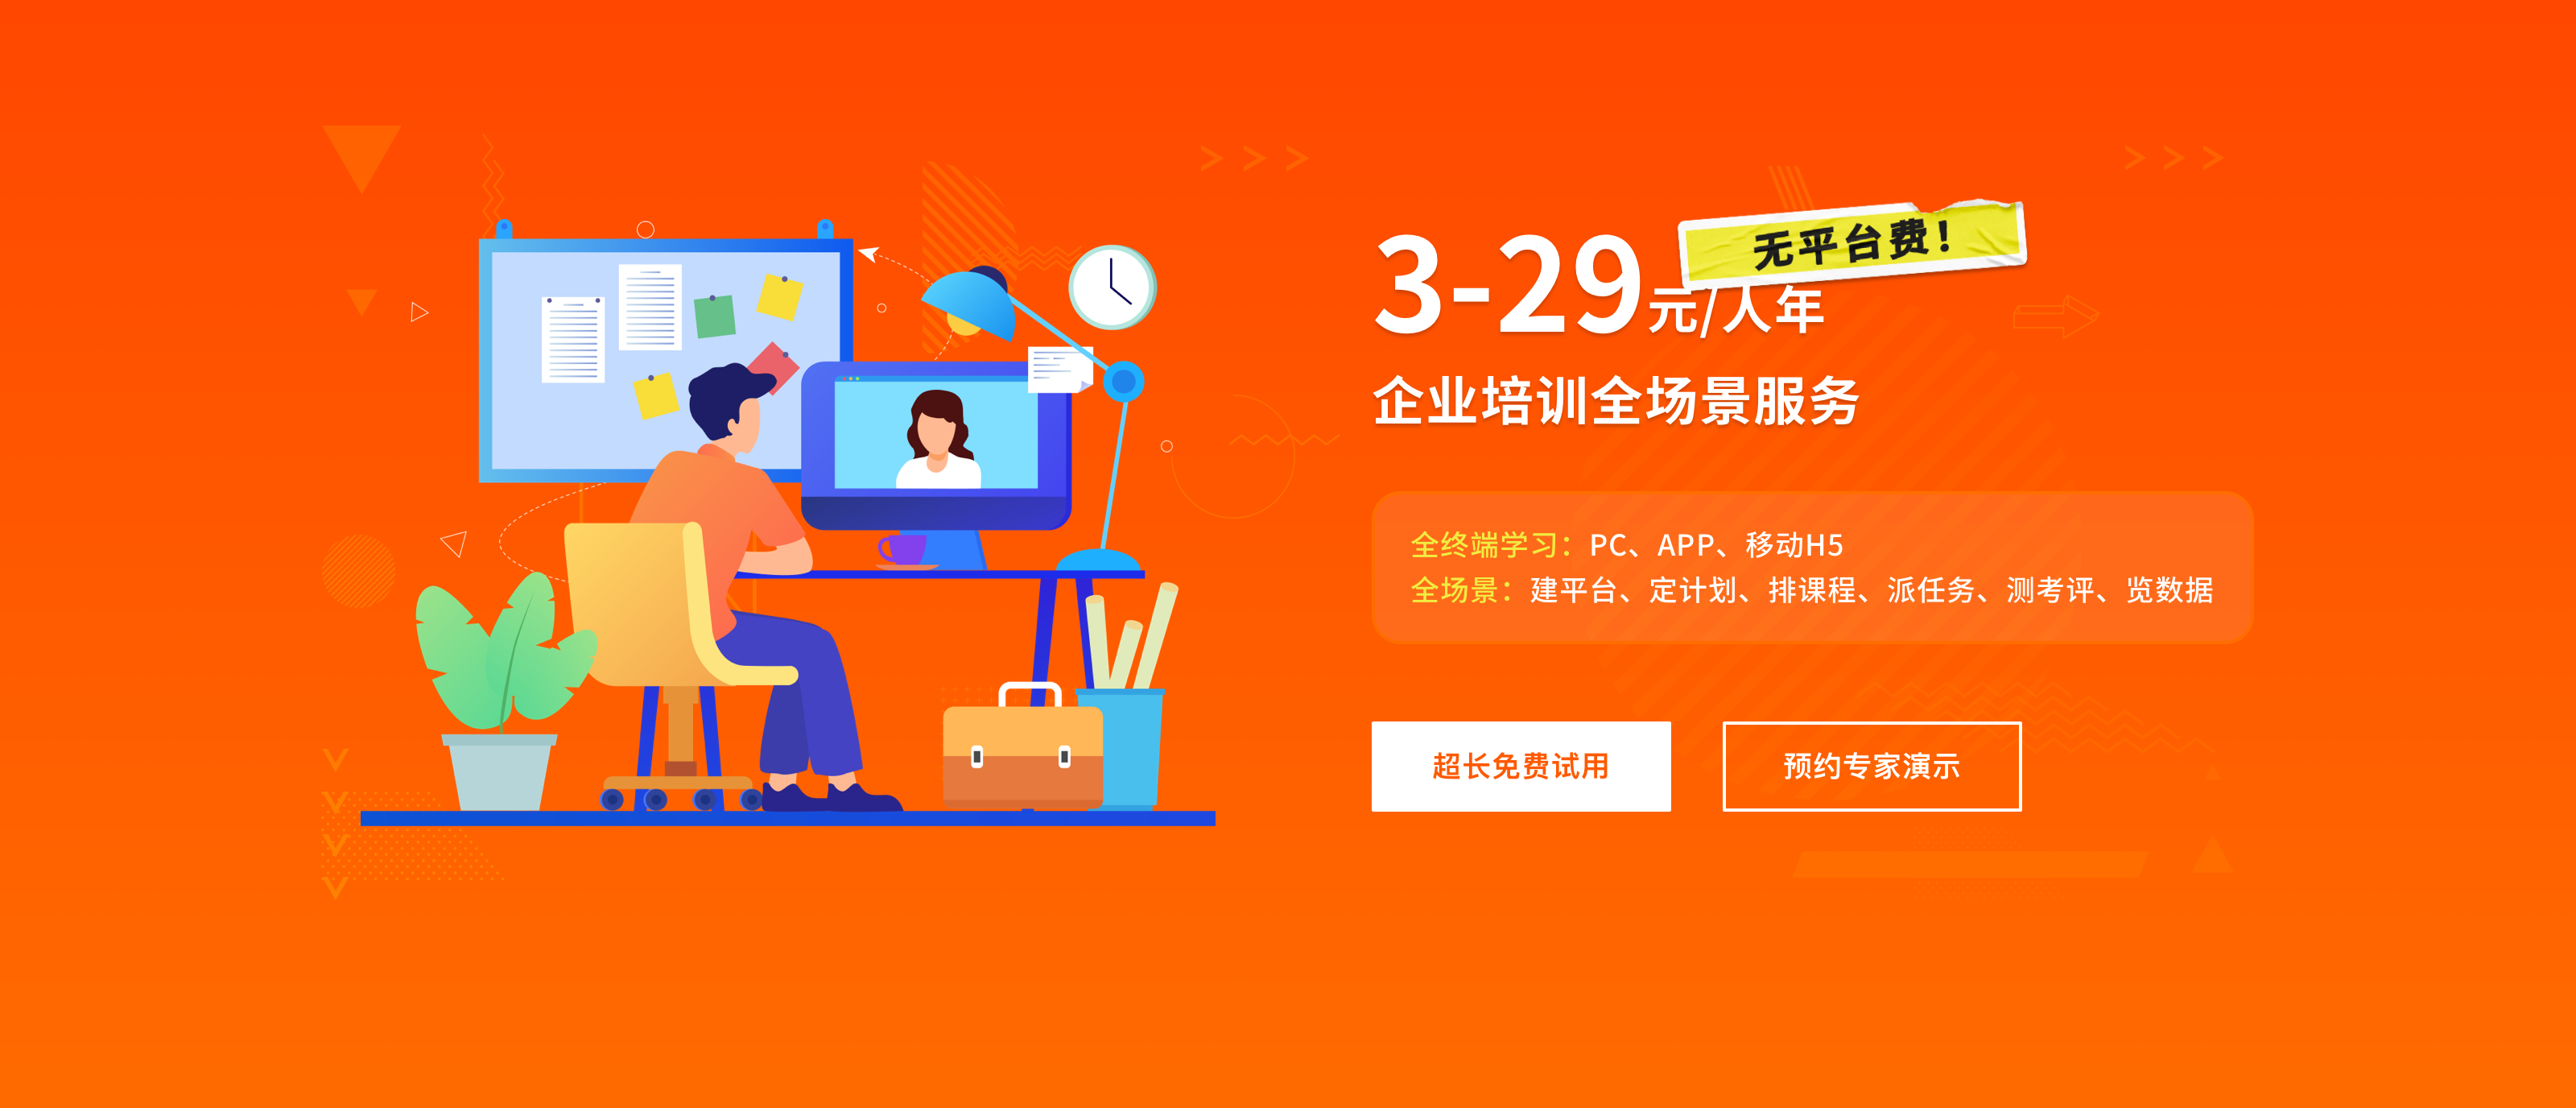 无平台费!
3-29元/人年
企业培训全场景服务
全终端学习：PC、APP、移动H5
全场景：建平台、定计划、排课程、派任务、测考评、览数据
超长免费试用
预约专家演示